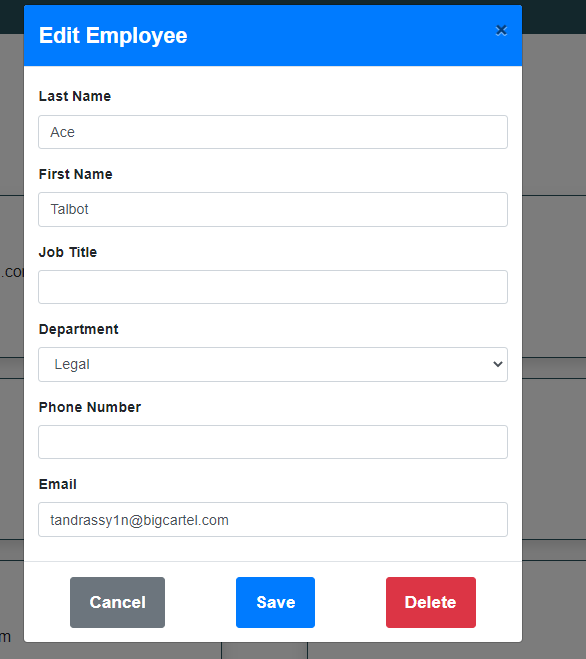 Edit Employee ×
Last Name
Ace
First Name
Talbot
Job Title
.co
Department
Legal
Phone Number
Email
tandrassy1n@bigcartel.com
Cancel Save Delete
m